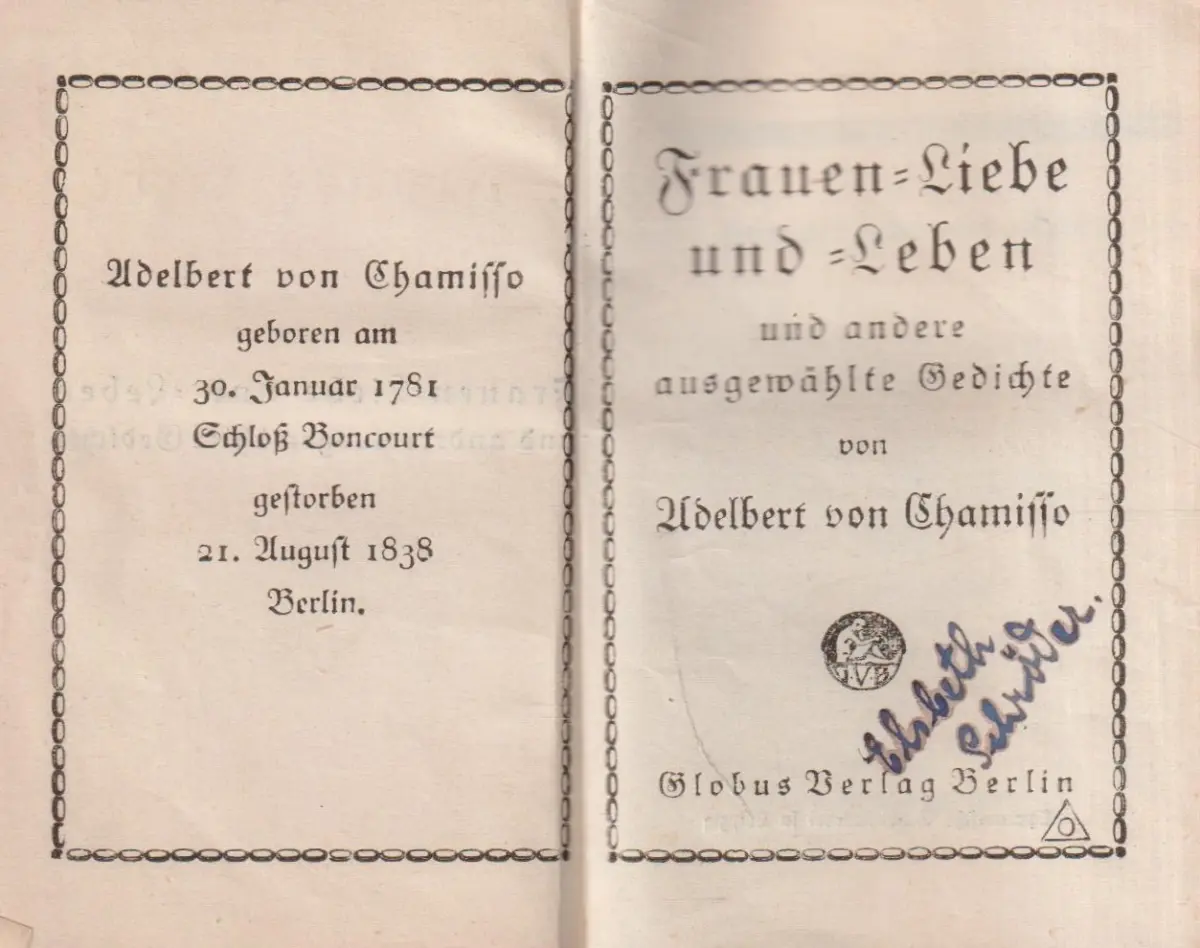 Adelbert von Chamisso
geboren am
30. Januar 1781
Schloß Boncourt
gestorben
21. August 1838
Berlin.
Frauen=Liebe
und =Leben
und andere
ausgewählte Gedichte
von
Adelbert von Chamisso
G.V.B
Elsbeth
Schröder.
Globus Verlag Berlin